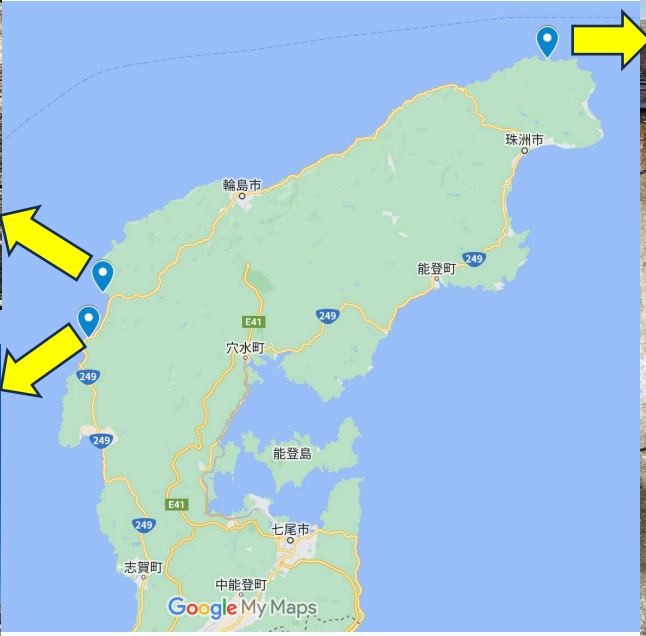 珠洲市
輪島市
249
能登町
E41
249
穴水町
249
249
能登島
E41
249
七尾市
志賀町
中能登町
Google My Maps